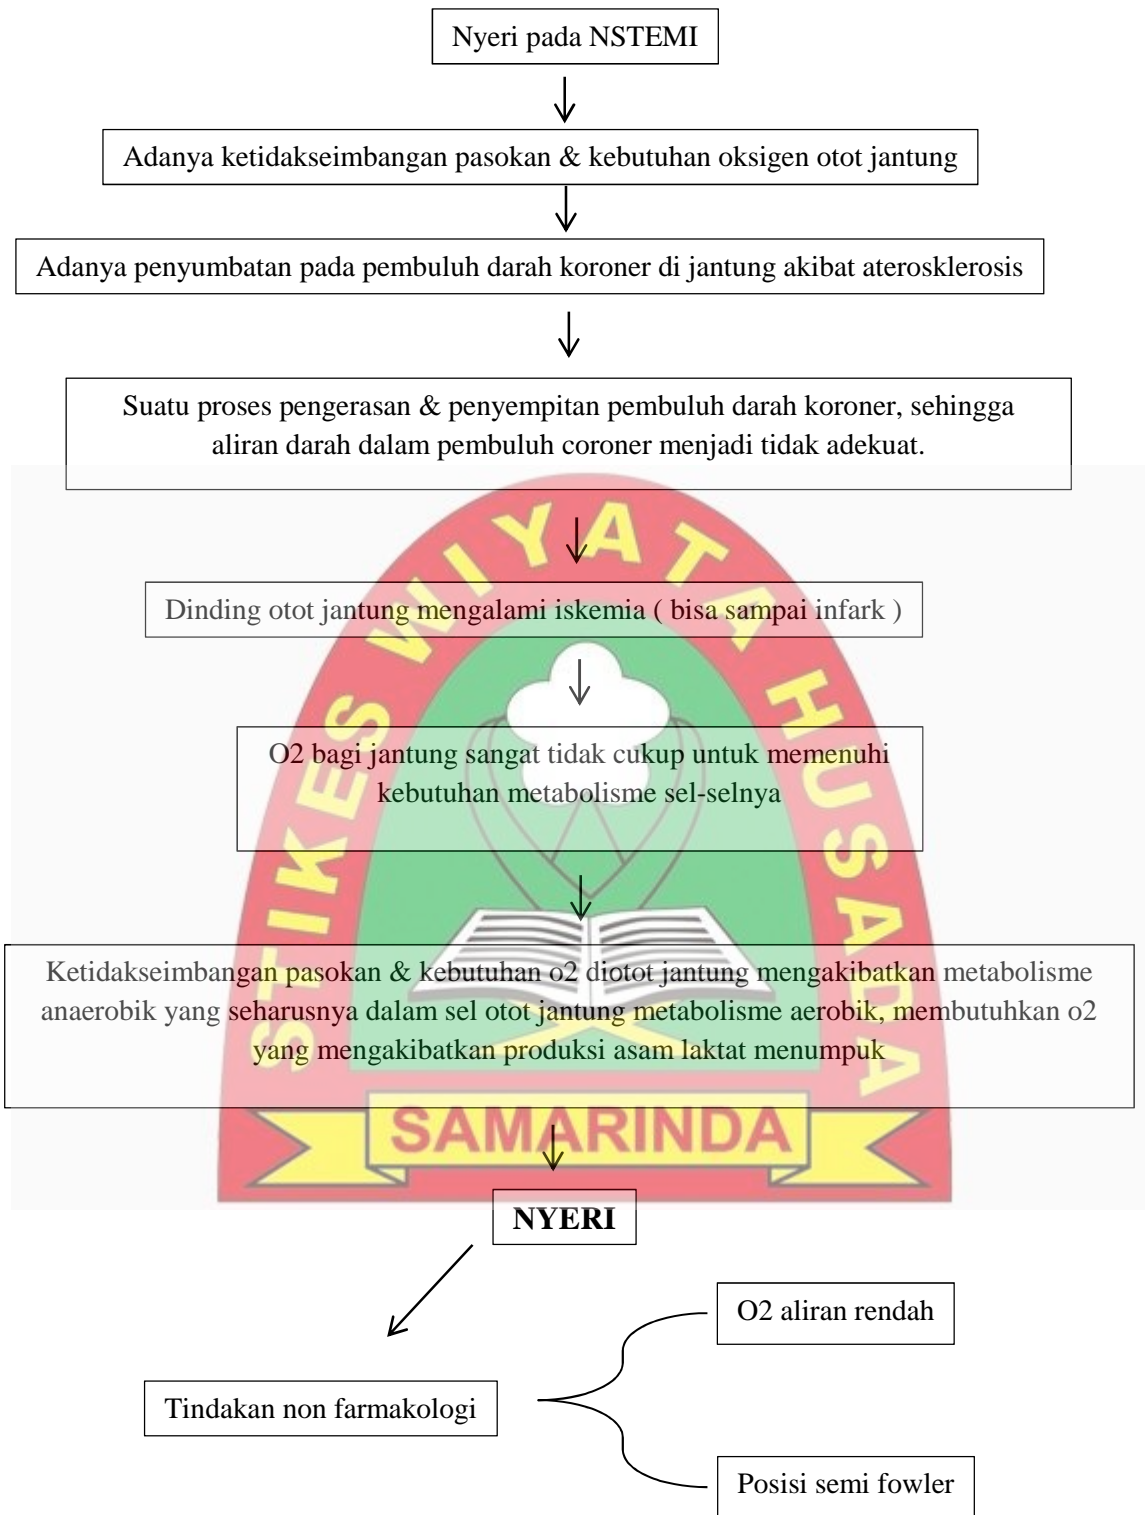 Nyeri pada NSTEMI
Adanya ketidakseimbangan pasokan & kebutuhan oksigen otot jantung
Adanya penyumbatan pada pembuluh darah koroner di jantung akibat aterosklerosis
Suatu proses pengerasan & penyempitan pembuluh darah koroner, sehingga
aliran darah dalam pembuluh coroner menjadi tidak adekuat.
STIKES WIYATA HUSADA
Dinding otot jantung mengalami iskemia ( bisa sampai infark )
O2 bagi jantung sangat tidak cukup untuk memenuhi
kebutuhan metabolisme sel-selnya
Ketidakseimbangan pasokan & kebutuhan o2 diotot jantung mengakibatkan metabolisme
anaerobik yang seharusnya dalam sel otot jantung metabolisme aerobik, membutuhkan o2
yang mengakibatkan produksi asam laktat menumpuk
SAMARINDA
NYERI
O2 aliran rendah
Tindakan non farmakologi
Posisi semi fowler